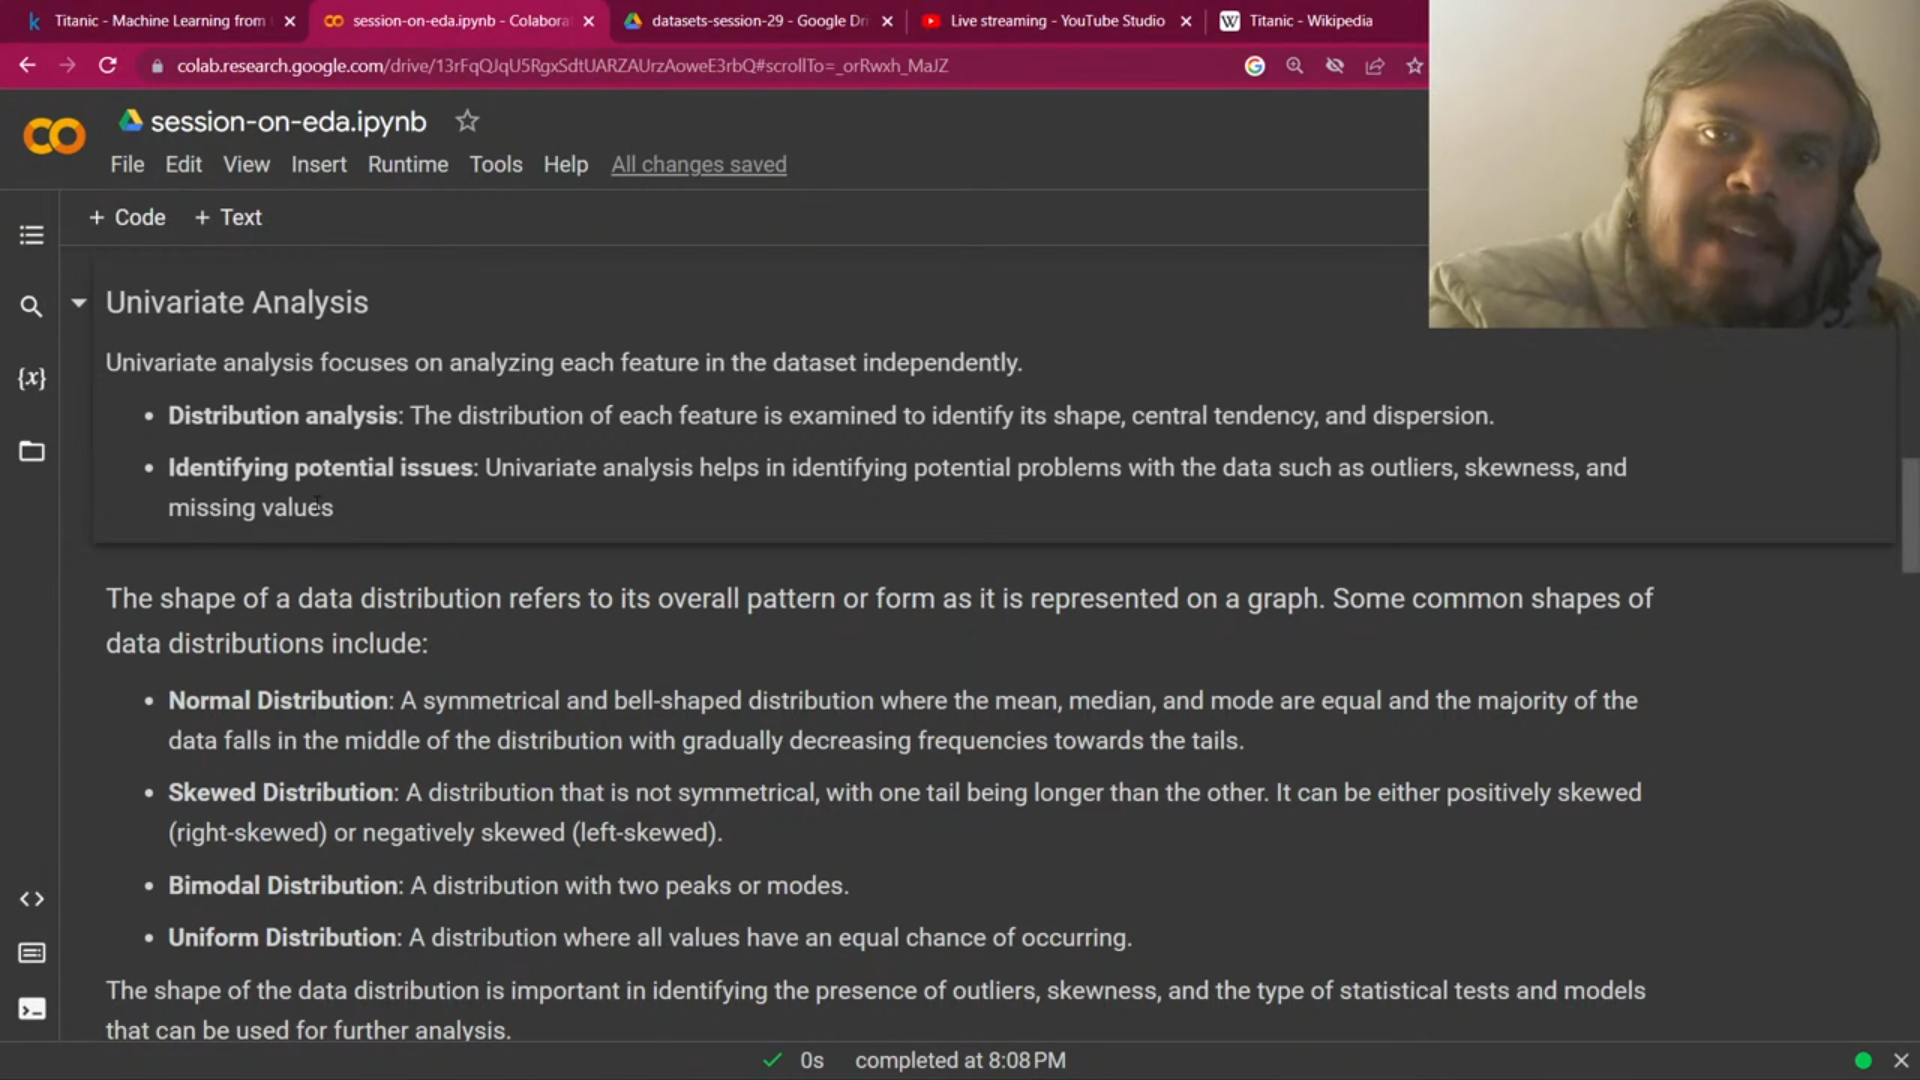 Titanic - Machine Learning from
session-on-eda.ipynb - Colabora
datasets-session-29 - Google Dri
Live streaming - YouTube Studio
Titanic - Wikipedia
colab.research.google.com/drive/13rFqQJqU5RgxSdtUARZAUrzAoweE3rbQ#scrollTo=_orRwxh_MaJZ
session-on-eda.ipynb
File Edit View Insert Runtime Tools Help All changes saved
+ Code + Text
Univariate Analysis
Univariate analysis focuses on analyzing each feature in the dataset independently.
• Distribution analysis: The distribution of each feature is examined to identify its shape, central tendency, and dispersion.
• Identifying potential issues: Univariate analysis helps in identifying potential problems with the data such as outliers, skewness, and
missing values
The shape of a data distribution refers to its overall pattern or form as it is represented on a graph. Some common shapes of
data distributions include:
• Normal Distribution: A symmetrical and bell-shaped distribution where the mean, median, and mode are equal and the majority of the
data falls in the middle of the distribution with gradually decreasing frequencies towards the tails.
• Skewed Distribution: A distribution that is not symmetrical, with one tail being longer than the other. It can be either positively skewed
(right-skewed) or negatively skewed (left-skewed).
• Bimodal Distribution: A distribution with two peaks or modes.
• Uniform Distribution: A distribution where all values have an equal chance of occurring.
The shape of the data distribution is important in identifying the presence of outliers, skewness, and the type of statistical tests and models
that can be used for further analysis.
0s completed at 8:08 PM